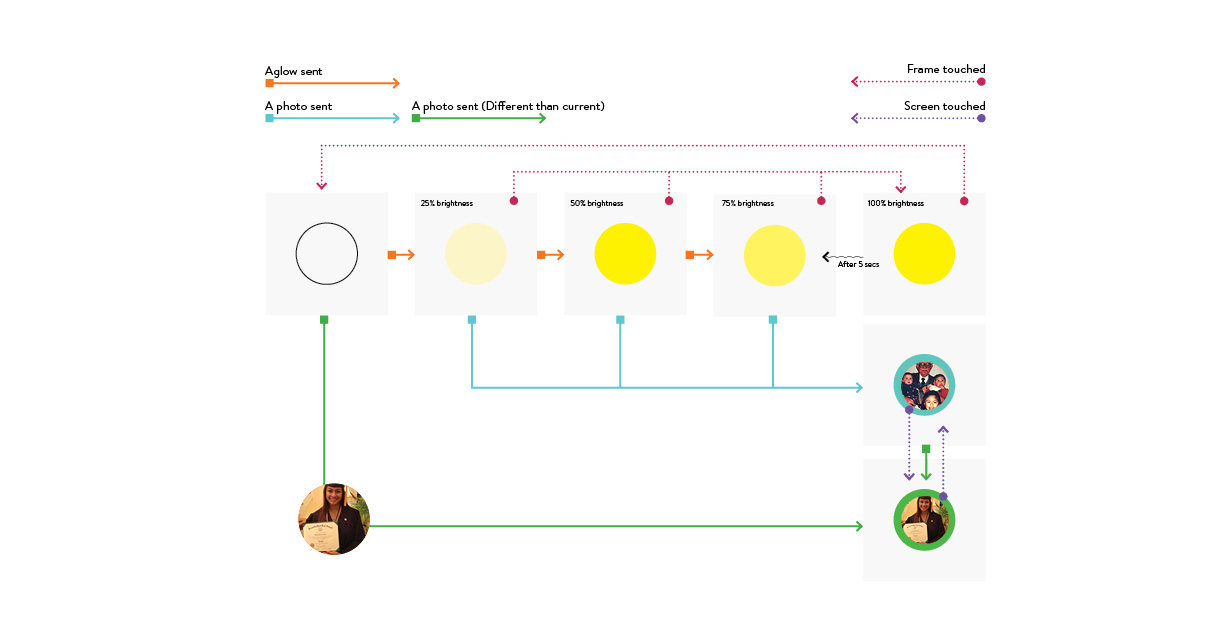 Aglow sent
Frame touched
A photo sent
A photo sent (Different than current)
Screen touched
25% brightness
50% brightness
75% brightness
100% brightness
After 5 secs